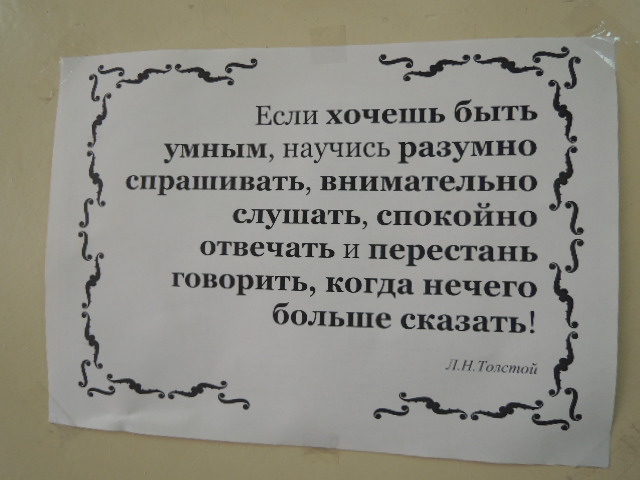 Если хочешь быть
умным, научись разумно
спрашивать, внимательно
слушать, спокойно
отвечать и перестань
говорить, когда нечего
больше сказать!
Л.Н.Толстой